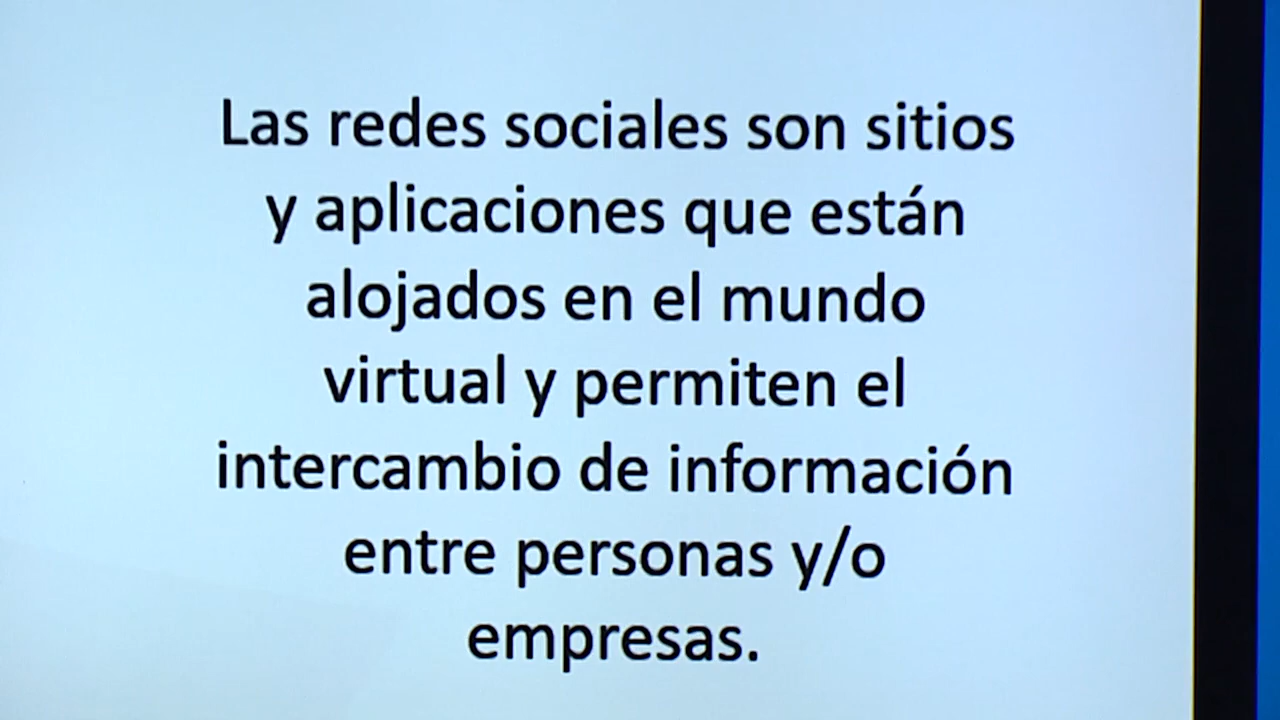 Las redes sociales son sitios
y aplicaciones que están
alojados en el mundo
virtual y permiten el
intercambio de información
entre personas y/o
empresas.